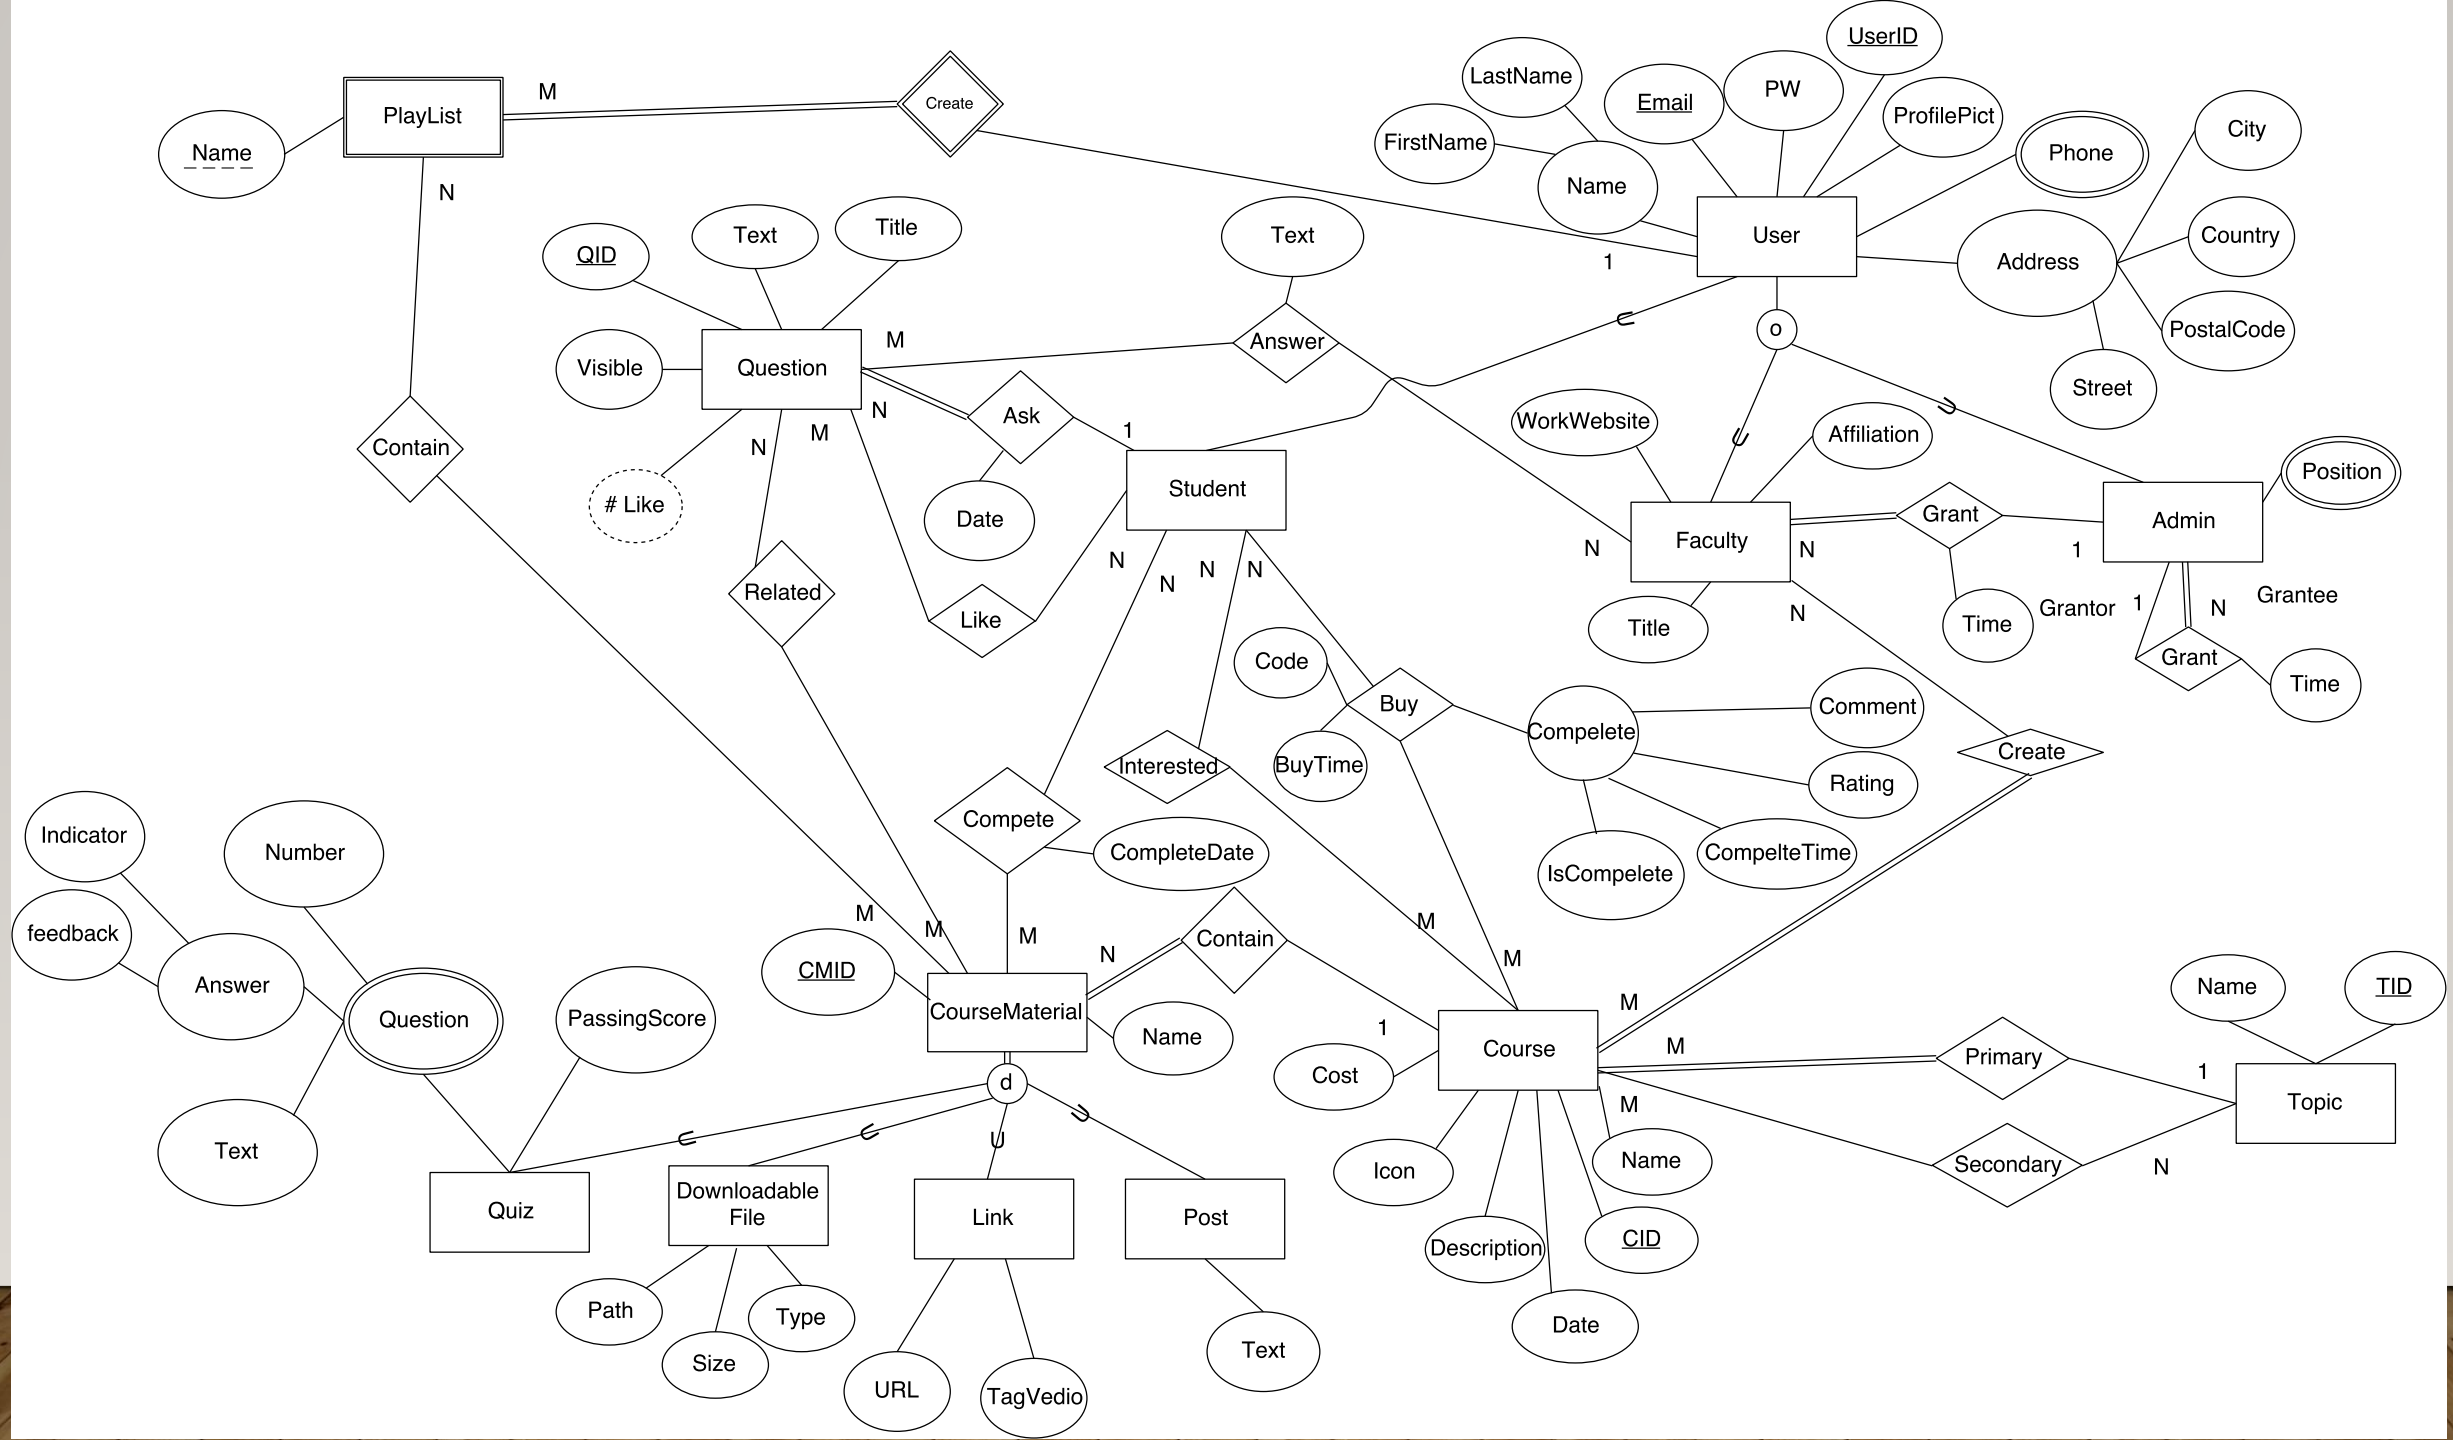 UserID
LastName
Email
PW
ProfilePict
PlayList
M
Create
FirstName
Name
Phone
City
Name
N
User
Address
Country
QID
Text
Title
Text
1
PostalCode
o
Street
Visible
Question
M
Answer
N
Ask
1
WorkWebsite
Affiliation
Contain
N
M
# Like
Date
Student
Position
Faculty
Grant
Admin
N
N
1
Related
Like
N
N
N
N
Title
N
Time
Grantor
1
N
Grantee
Code
Grant
Time
Buy
Compelete
Comment
Interested
BuyTime
Rating
Create
Compete
CompleteDate
IsCompelete
CompelteTime
Indicator
Number
feedback
Answer
Question
PassingScore
Text
M
M
M
N
Contain
M
M
CMID
CourseMaterial
Name
1
M
Cost
Course
M
Primary
1
Name
TID
Topic
M
Secondary
N
d
U
U
U
U
U
U
U
Quiz
Downloadable
File
Link
Post
Icon
Name
Description
CID
Date
Path
Size
Type
URL
TagVedio
Text